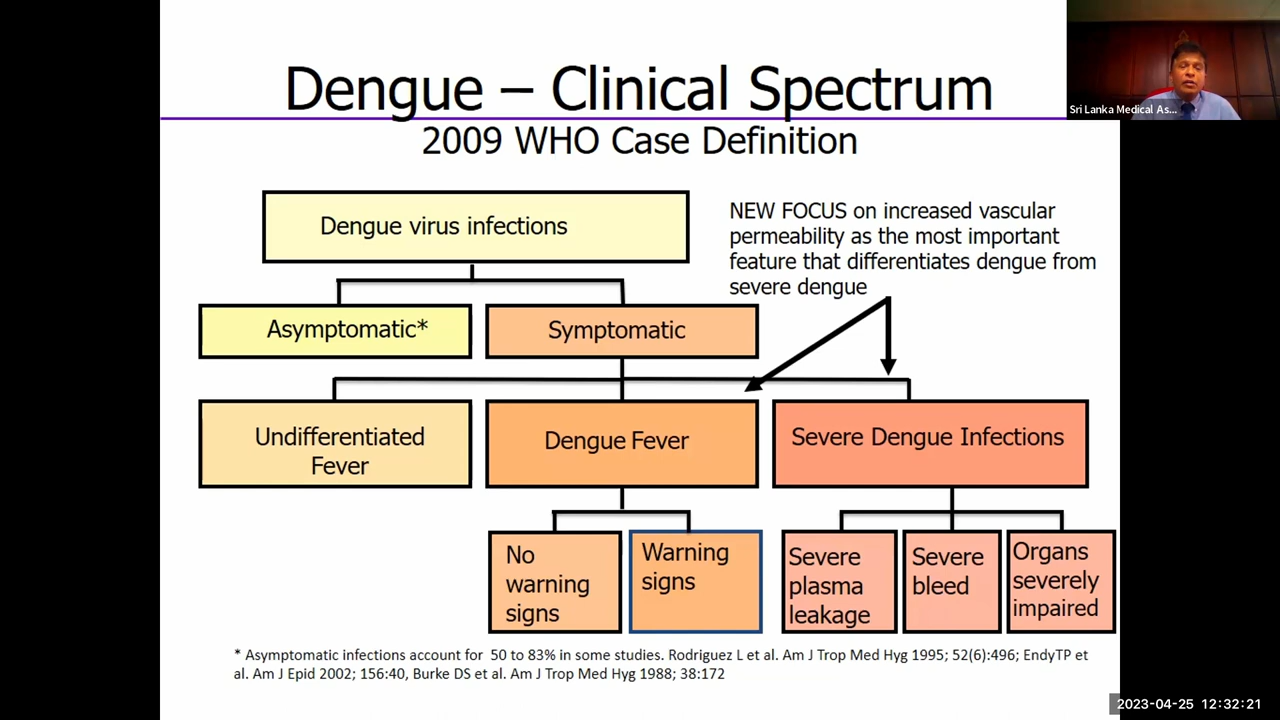 Dengue – Clinical Spectrum
2009 WHO Case Definition
Sri Lanka Medical As...
Dengue virus infections
NEW FOCUS on increased vascular
permeability as the most important
feature that differentiates dengue from
severe dengue
Asymptomatic*
Symptomatic
Undifferentiated
Fever
Dengue Fever
Severe Dengue Infections
No
warning
signs
Warning
signs
Severe
plasma
leakage
Severe
bleed
Organs
severely
impaired
* Asymptomatic infections account for 50 to 83% in some studies. Rodriguez L et al. Am J Trop Med Hyg 1995; 52(6):496; EndyTP et
al. Am J Epid 2002; 156:40, Burke DS et al. Am J Trop Med Hyg 1988; 38:172
2023-04-25 12:32:21